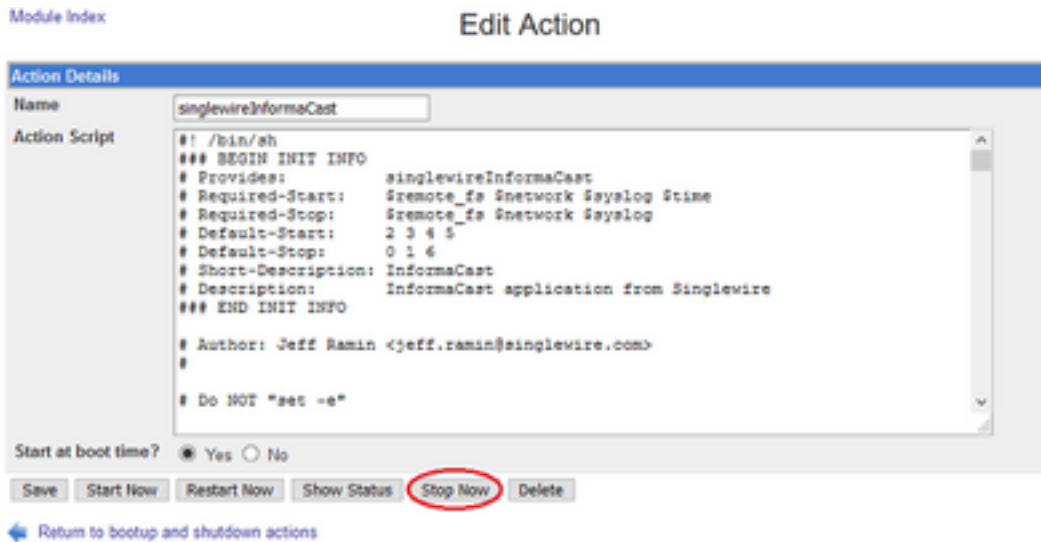 Module Index
Edit Action
Action Details
Name singlewireInformaCast
Action Script
#! /bin/sh
### BEGIN INIT INFO
# Provides: singlewireInformaCast
# Required-Start: $remote_fs $network $syslog $time
# Required-Stop: $remote_fs $network $syslog
# Default-Start: 2 3 4 5
# Default-Stop: 0 1 6
# Short-Description: InformaCast
# Description: InformaCast application from Singlewire
### END INIT INFO
# Author: Jeff Ramin <jeff.ramin@singlewire.com>
#
# Do NOT "set -e"
Start at boot time? Yes No
Save Start Now Restart Now Show Status Stop Now Delete
Return to bootup and shutdown actions